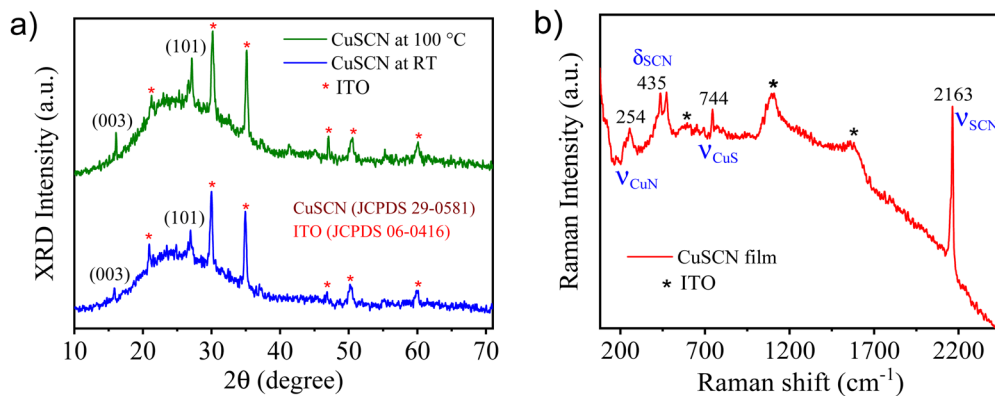 a)
XRD Intensity (a.u.)
CuSCN at 100 °C
CuSCN at RT
* ITO
(003)
*
(101)
*
*
*
*
*
(003)
*
(101)
*
*
*
*
*
CuSCN (JCPDS 29-0581)
ITO (JCPDS 06-0416)
10 20 30 40 50 60 70
2θ (degree)
b)
Raman Intensity (a.u.)
δSCN
435
254
νCuN
*
744
νCuS
*
*
2163
νSCN
CuSCN film
* ITO
200 700 1200 1700 2200
Raman shift (cm⁻¹)